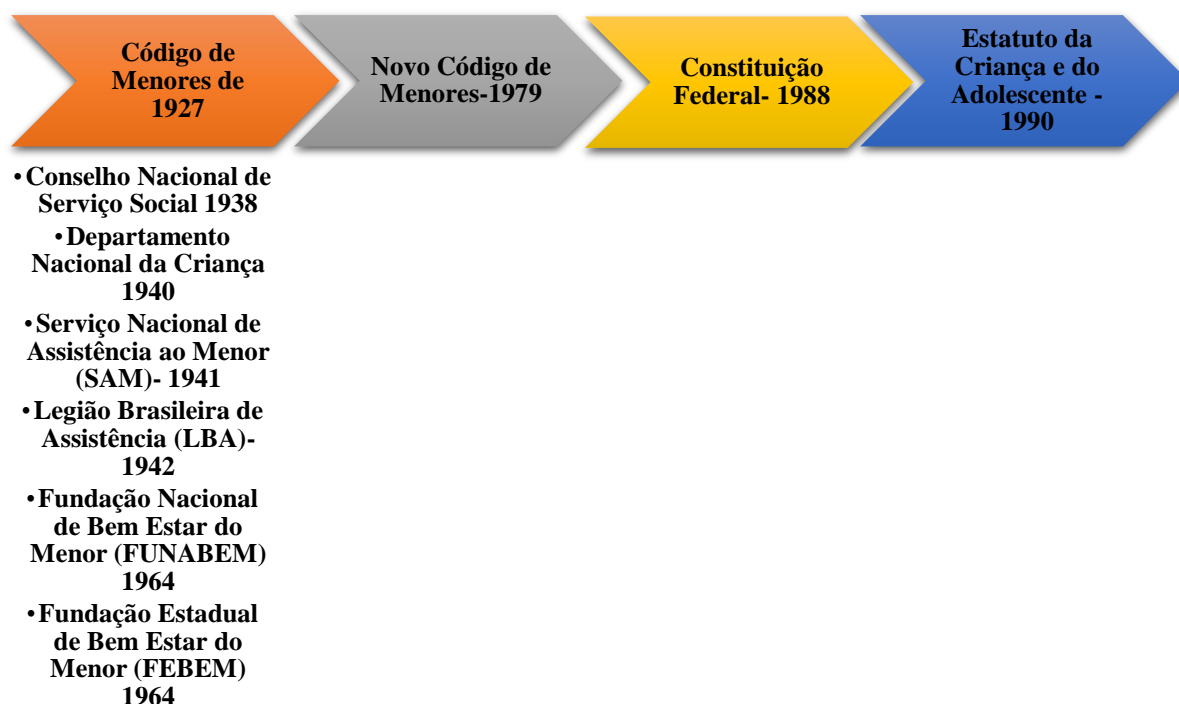 Código de
Menores de
1927
Novo Código de
Menores-1979
Constituição
Federal- 1988
Estatuto da
Criança e do
Adolescente -
1990
•Conselho Nacional de
Serviço Social 1938
•Departamento
Nacional da Criança
1940
•Serviço Nacional de
Assistência ao Menor
(SAM)- 1941
•Legião Brasileira de
Assistência (LBA)-
1942
•Fundação Nacional
de Bem Estar do
Menor (FUNABEM)
1964
•Fundação Estadual
de Bem Estar do
Menor (FEBEM)
1964